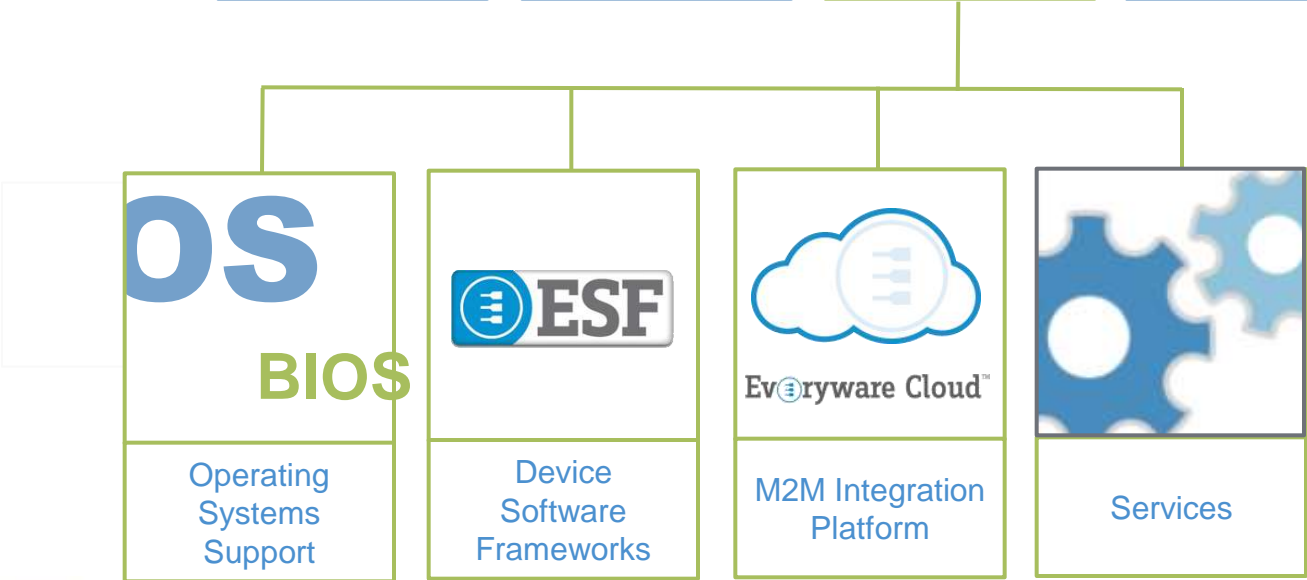 OS
BIOS
ESF
Everyware Cloud™
Operating
Systems
Support
Device
Software
Frameworks
M2M Integration
Platform
Services